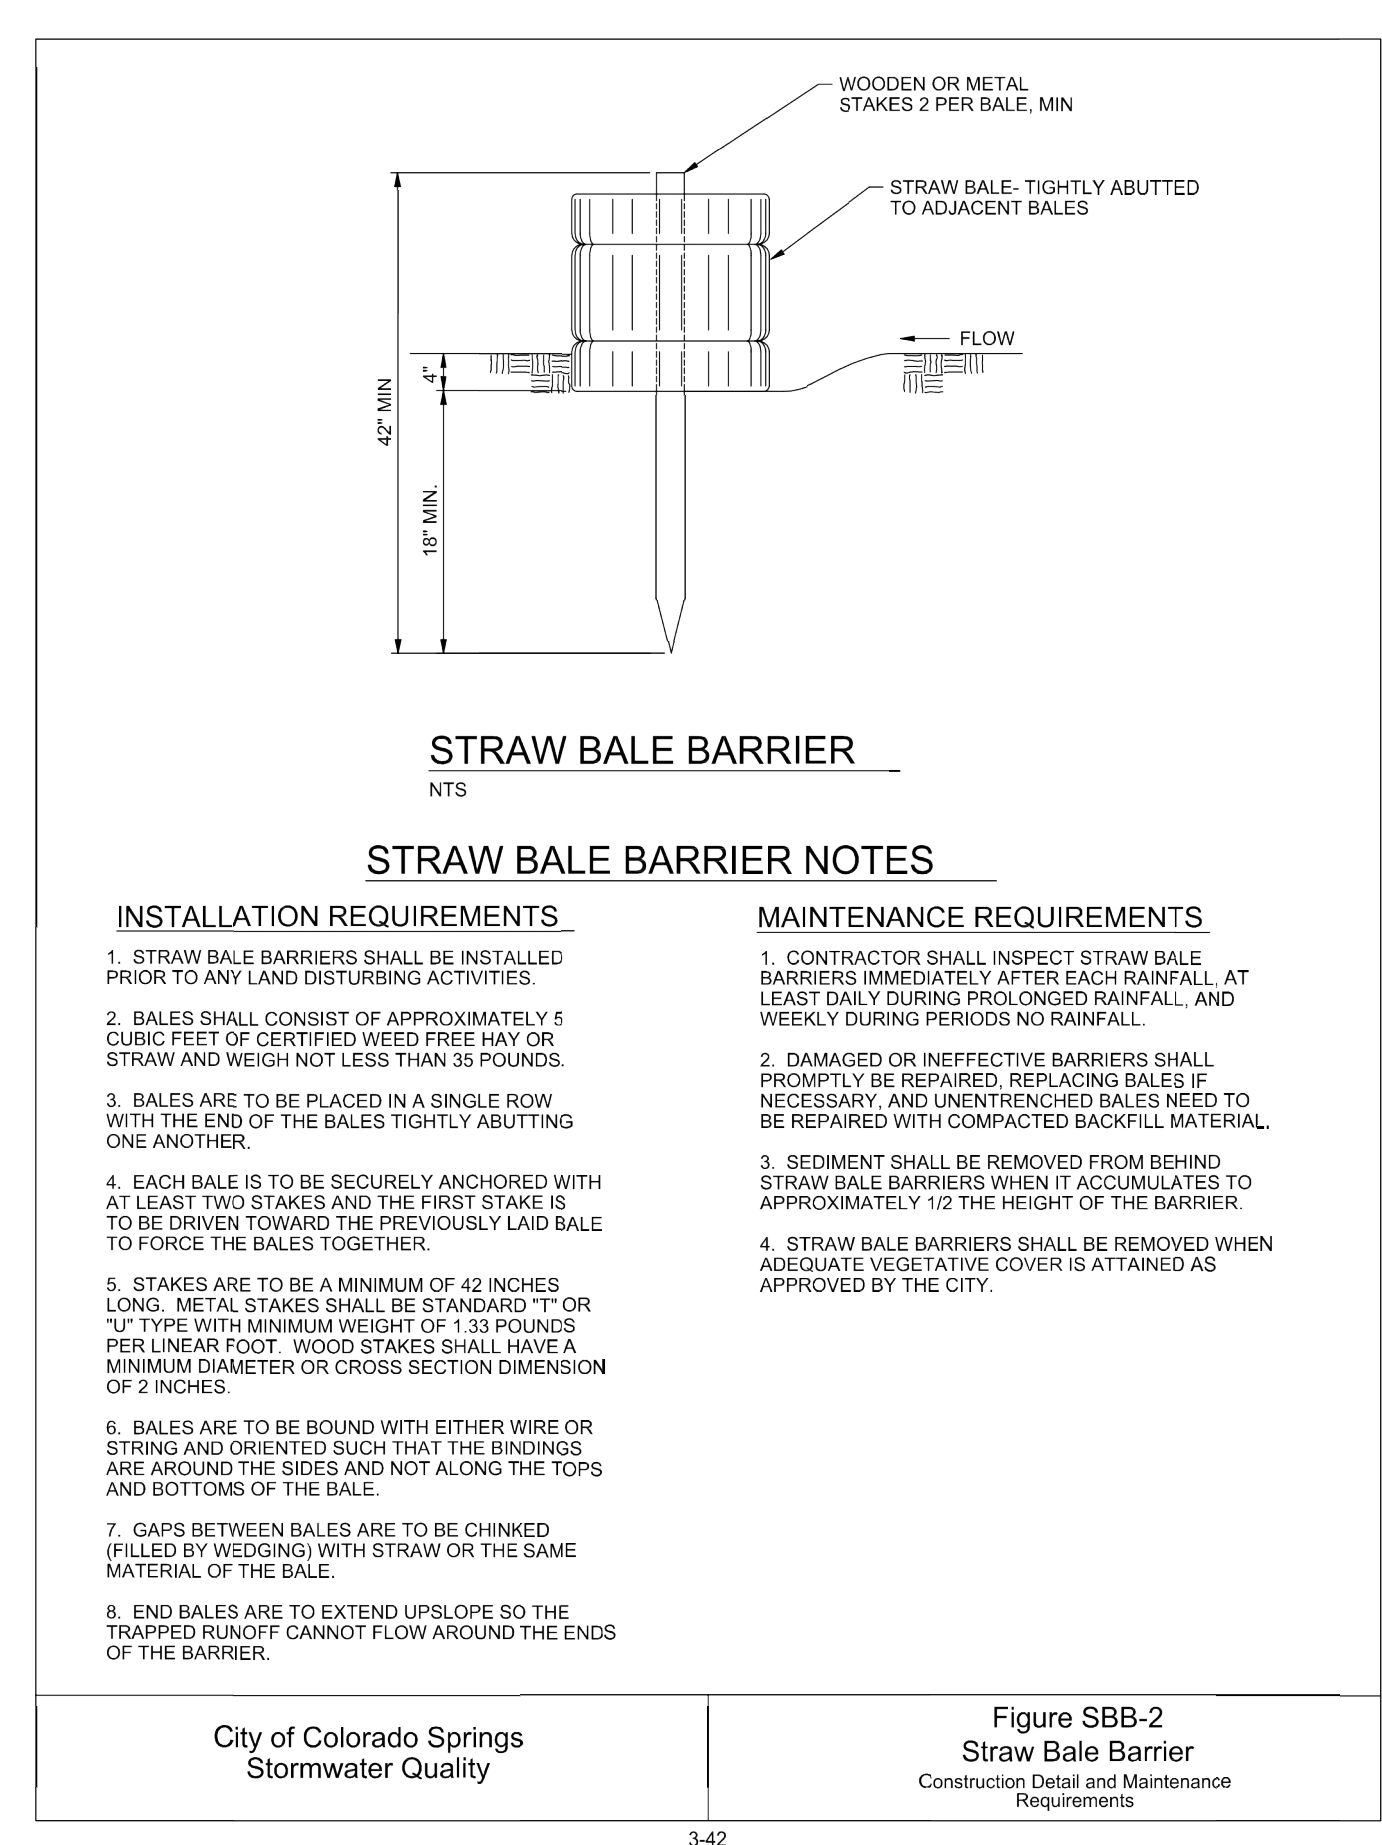 WOODEN OR METAL
STAKES 2 PER BALE, MIN
STRAW BALE- TIGHTLY ABUTTED
TO ADJACENT BALES
FLOW
4"
42" MIN
18" MIN.
STRAW BALE BARRIER
NTS
STRAW BALE BARRIER NOTES
INSTALLATION REQUIREMENTS
1. STRAW BALE BARRIERS SHALL BE INSTALLED
PRIOR TO ANY LAND DISTURBING ACTIVITIES.
2. BALES SHALL CONSIST OF APPROXIMATELY 5
CUBIC FEET OF CERTIFIED WEED FREE HAY OR
STRAW AND WEIGH NOT LESS THAN 35 POUNDS.
3. BALES ARE TO BE PLACED IN A SINGLE ROW
WITH THE END OF THE BALES TIGHTLY ABUTTING
ONE ANOTHER.
4. EACH BALE IS TO BE SECURELY ANCHORED WITH
AT LEAST TWO STAKES AND THE FIRST STAKE IS
TO BE DRIVEN TOWARD THE PREVIOUSLY LAID BALE
TO FORCE THE BALES TOGETHER.
5. STAKES ARE TO BE A MINIMUM OF 42 INCHES
LONG. METAL STAKES SHALL BE STANDARD "T" OR
"U" TYPE WITH MINIMUM WEIGHT OF 1.33 POUNDS
PER LINEAR FOOT. WOOD STAKES SHALL HAVE A
MINIMUM DIAMETER OR CROSS SECTION DIMENSION
OF 2 INCHES.
6. BALES ARE TO BE BOUND WITH EITHER WIRE OR
STRING AND ORIENTED SUCH THAT THE BINDINGS
ARE AROUND THE SIDES AND NOT ALONG THE TOPS
AND BOTTOMS OF THE BALE.
7. GAPS BETWEEN BALES ARE TO BE CHINKED
(FILLED BY WEDGING) WITH STRAW OR THE SAME
MATERIAL OF THE BALE.
8. END BALES ARE TO EXTEND UPSLOPE SO THE
TRAPPED RUNOFF CANNOT FLOW AROUND THE ENDS
OF THE BARRIER.
MAINTENANCE REQUIREMENTS
1. CONTRACTOR SHALL INSPECT STRAW BALE
BARRIERS IMMEDIATELY AFTER EACH RAINFALL, AT
LEAST DAILY DURING PROLONGED RAINFALL, AND
WEEKLY DURING PERIODS NO RAINFALL.
2. DAMAGED OR INEFFECTIVE BARRIERS SHALL
PROMPTLY BE REPAIRED, REPLACING BALES IF
NECESSARY, AND UNENTRENCHED BALES NEED TO
BE REPAIRED WITH COMPACTED BACKFILL MATERIAL.
3. SEDIMENT SHALL BE REMOVED FROM BEHIND
STRAW BALE BARRIERS WHEN IT ACCUMULATES TO
APPROXIMATELY 1/2 THE HEIGHT OF THE BARRIER.
4. STRAW BALE BARRIERS SHALL BE REMOVED WHEN
ADEQUATE VEGETATIVE COVER IS ATTAINED AS
APPROVED BY THE CITY.
City of Colorado Springs
Stormwater Quality
Figure SBB-2
Straw Bale Barrier
Construction Detail and Maintenance
Requirements
3-42